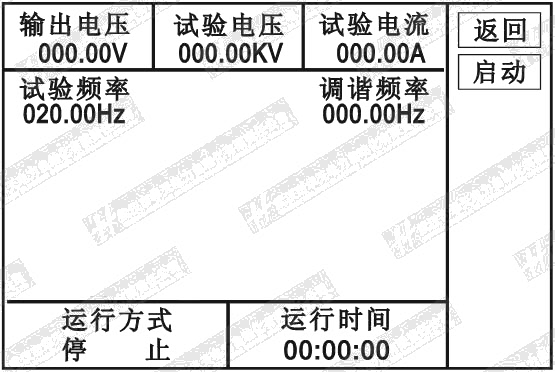 输出电压 试验电压 试验电流 返回
000.00V 000.00KV 000.00A
启动
试验频率 调谐频率
020.00Hz 000.00Hz
运行方式 运行时间
停 止 00:00:00